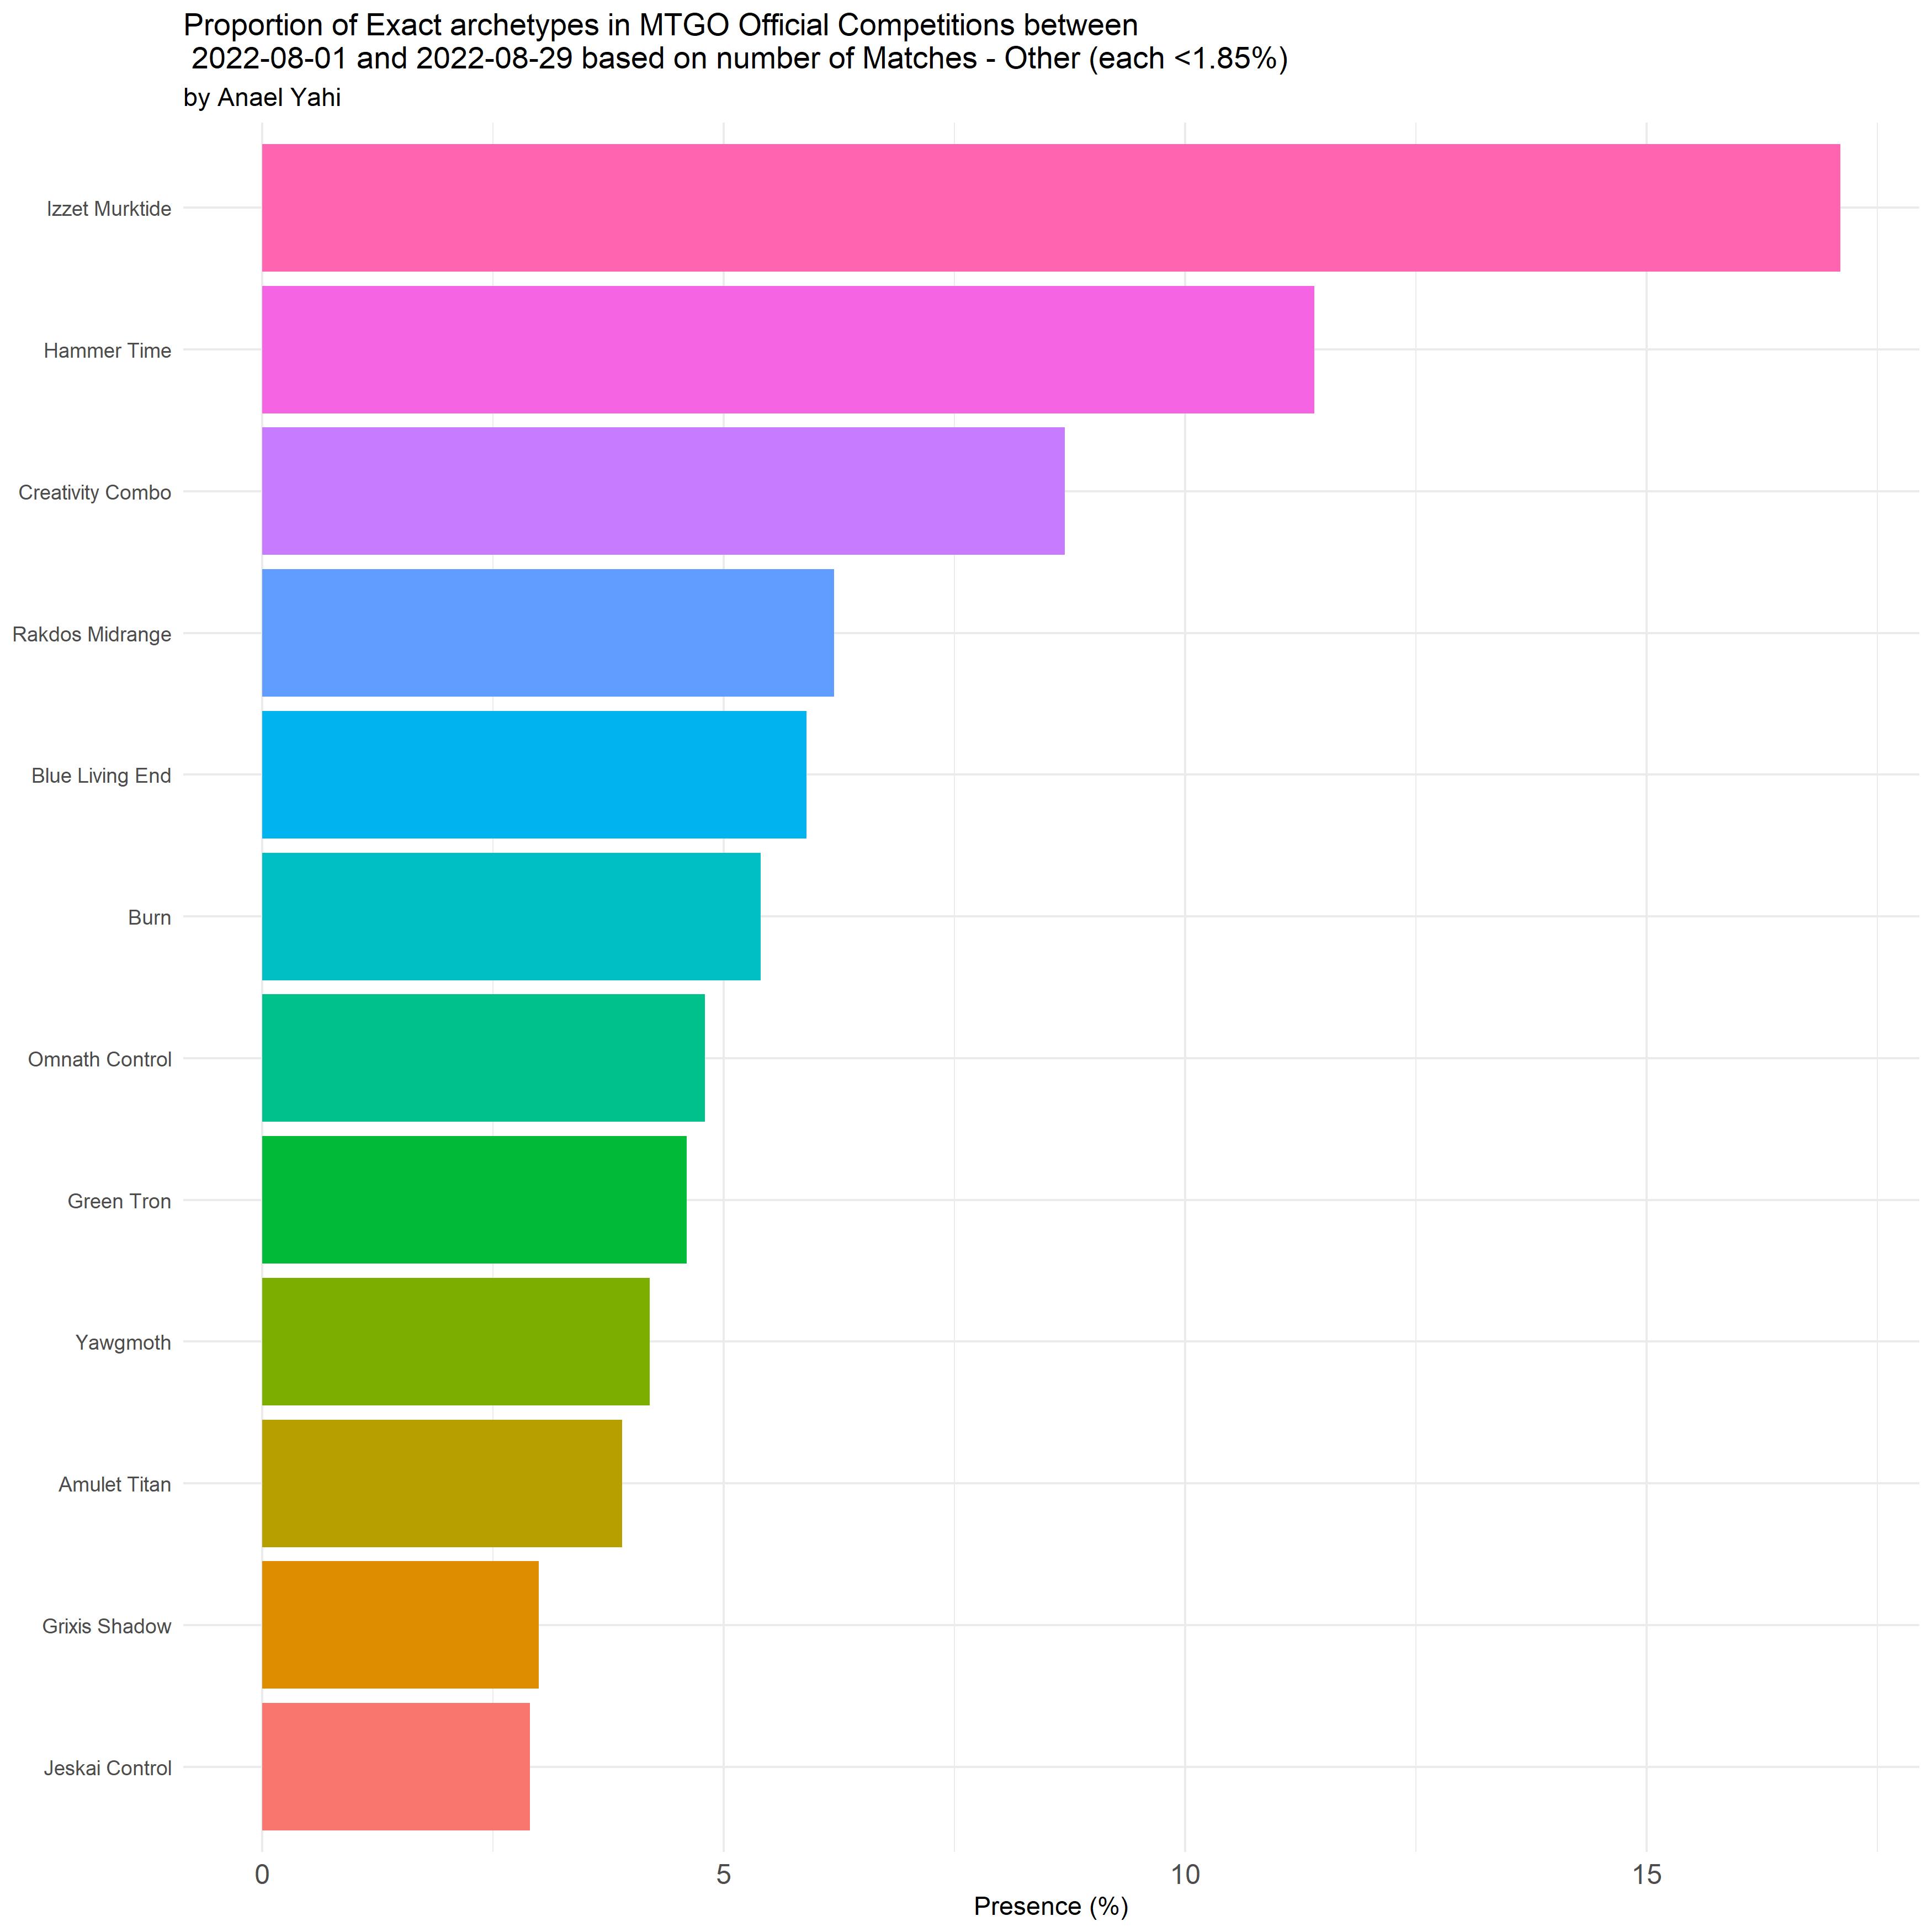 Proportion of Exact archetypes in MTGO Official Competitions between
2022-08-01 and 2022-08-29 based on number of Matches - Other (each <1.85%)
by Anael Yahi
Izzet Murktide
Hammer Time
Creativity Combo
Rakdos Midrange
Blue Living End
Burn
Omnath Control
Green Tron
Yawgmoth
Amulet Titan
Grixis Shadow
Jeskai Control
0 5 10 15
Presence (%)